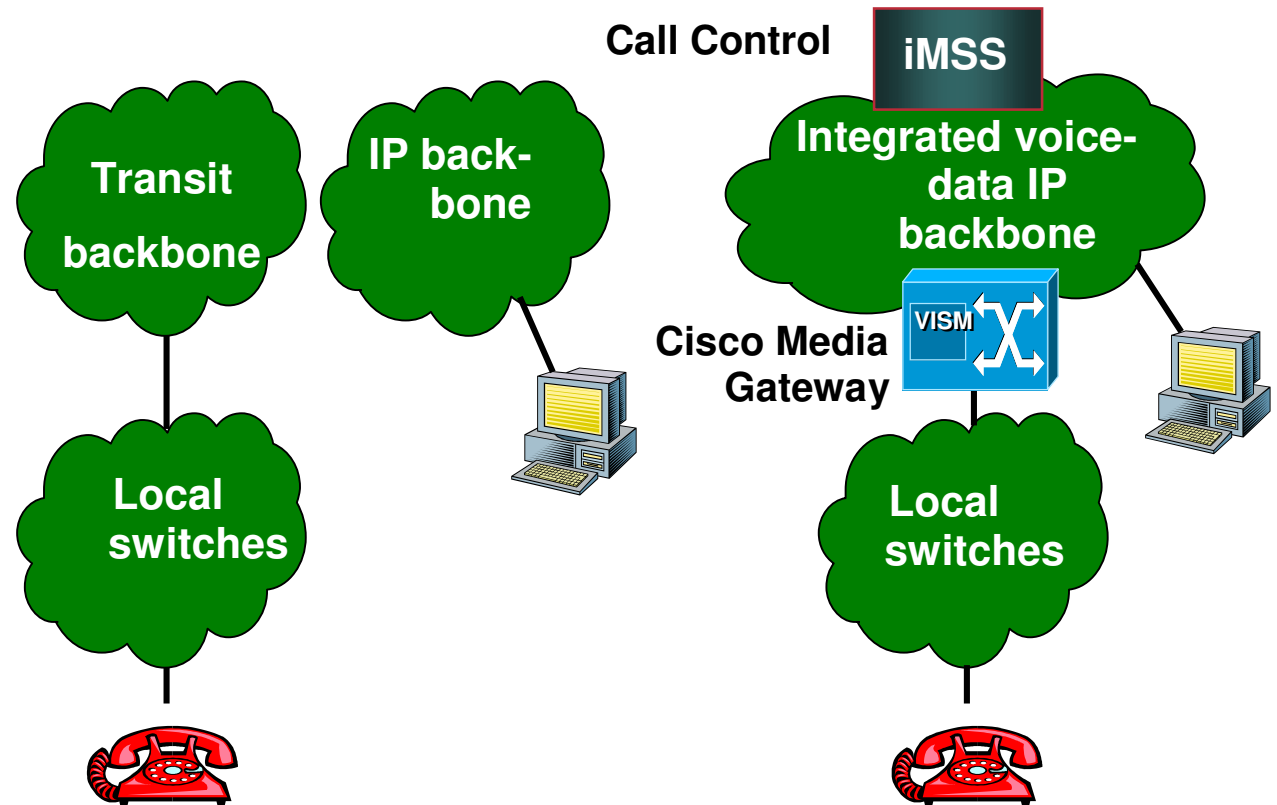 Call Control
iMSS
Transit
backbone
IP back-
bone
Integrated voice-
data IP
backbone
VISM
Cisco Media
Gateway
Local
switches
Local
switches